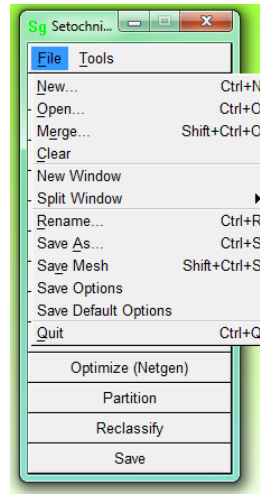 Sg Setochni...
File Tools
New... Ctrl+N
Open... Ctrl+O
Merge... Shift+Ctrl+O
Clear
New Window
Split Window
Rename... Ctrl+R
Save As... Ctrl+S
Save Mesh Shift+Ctrl+S
Save Options
Save Default Options
Quit Ctrl+Q
Optimize (Netgen)
Partition
Reclassify
Save